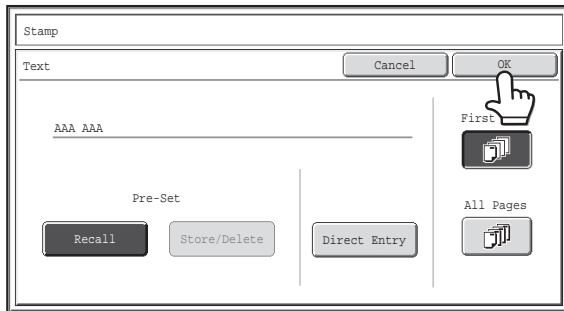 Stamp
Text
Cancel
OK
First
AAA AAA
Pre-Set
All Pages
Recall
Store/Delete
Direct Entry